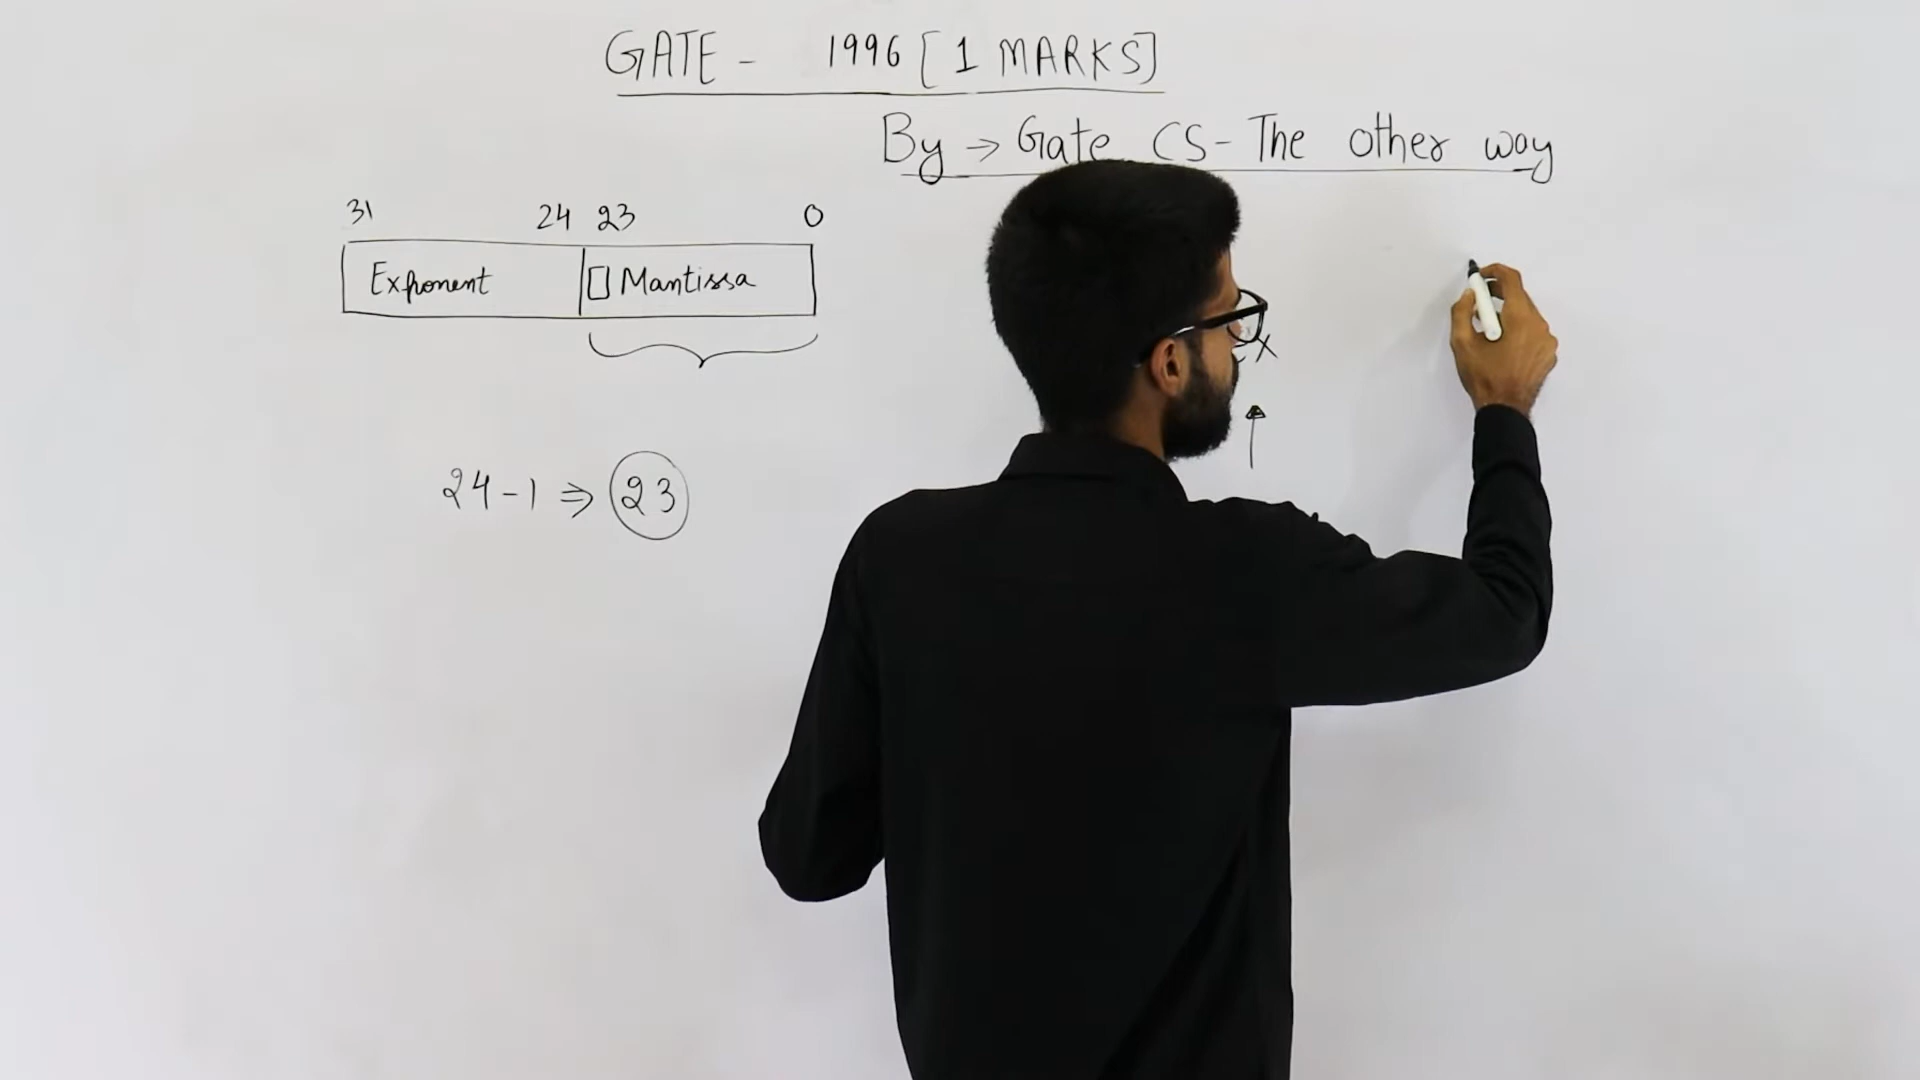 GATE - 1996 [ 1 MARKS ]
By → Gate CS - The other way
31 24 23 0
Exponent Mantissa
24 - 1 ⇒ 23